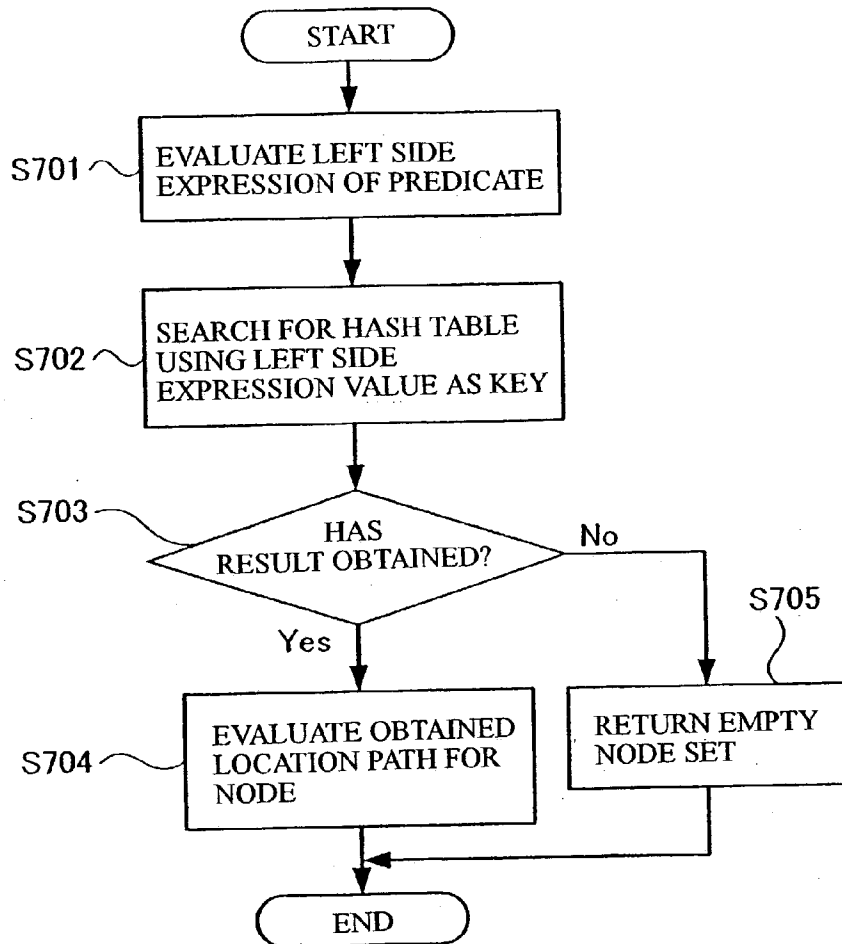 START
S701
EVALUATE LEFT SIDE
EXPRESSION OF PREDICATE
S702
SEARCH FOR HASH TABLE
USING LEFT SIDE
EXPRESSION VALUE AS KEY
S703
HAS
RESULT OBTAINED?
No
Yes
S705
S704
EVALUATE OBTAINED
LOCATION PATH FOR
NODE
RETURN EMPTY
NODE SET
END